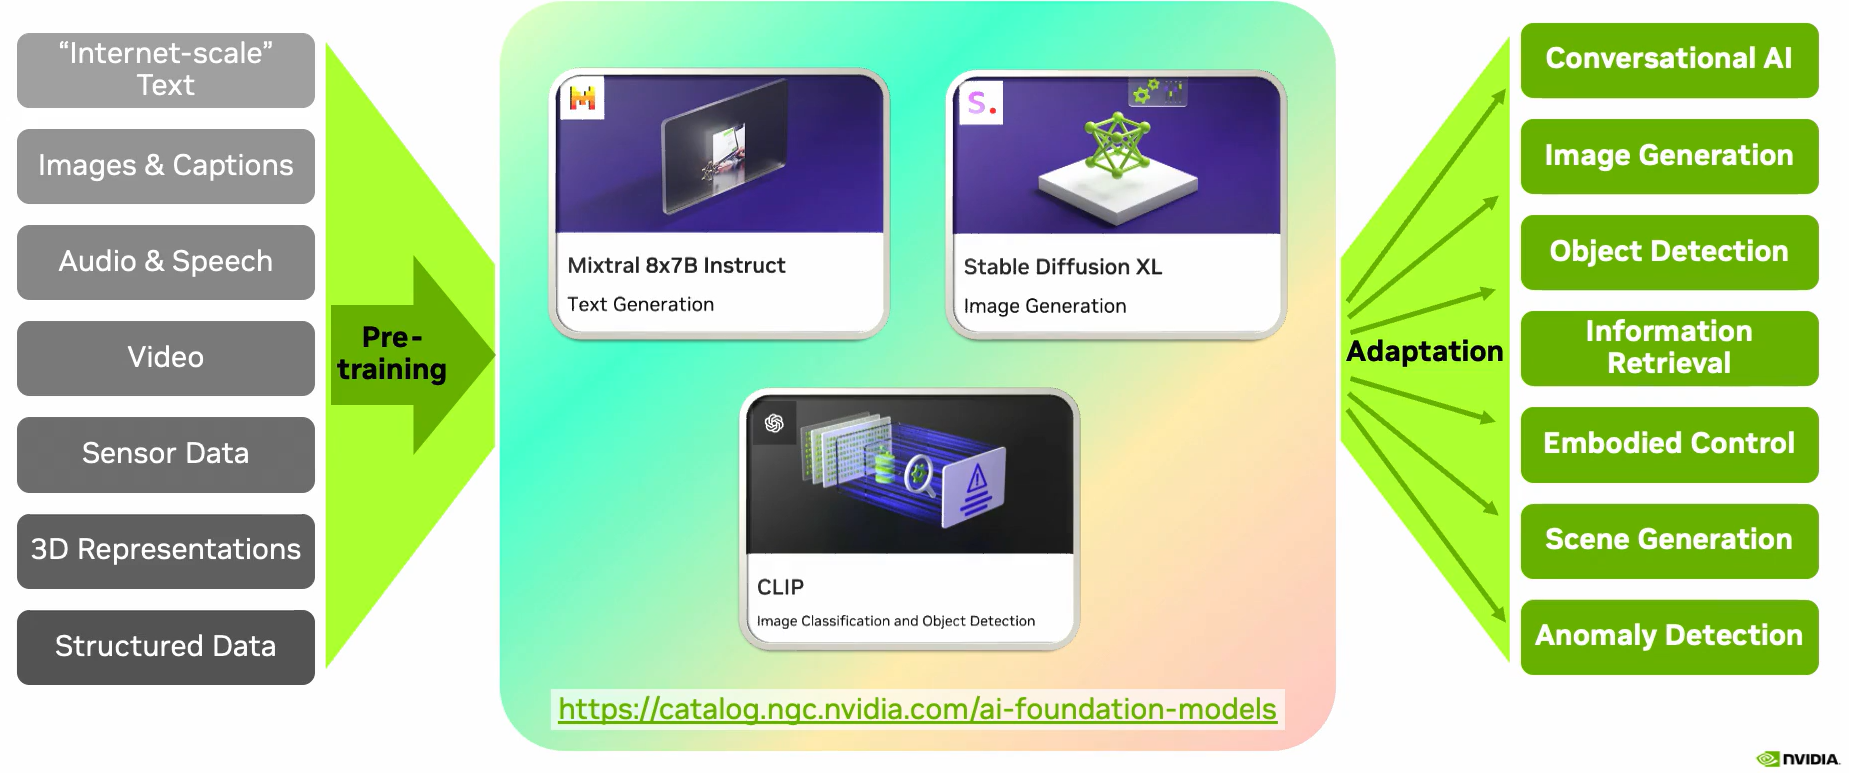 “Internet-scale”
Text
Images & Captions
Audio & Speech
Video
Sensor Data
3D Representations
Structured Data
Pre-
training
Mixtral 8x7B Instruct
Text Generation
S.
Stable Diffusion XL
Image Generation
CLIP
Image Classification and Object Detection
https://catalog.ngc.nvidia.com/ai-foundation-models
Adaptation
Conversational AI
Image Generation
Object Detection
Information
Retrieval
Embodied Control
Scene Generation
Anomaly Detection
NVIDIA.